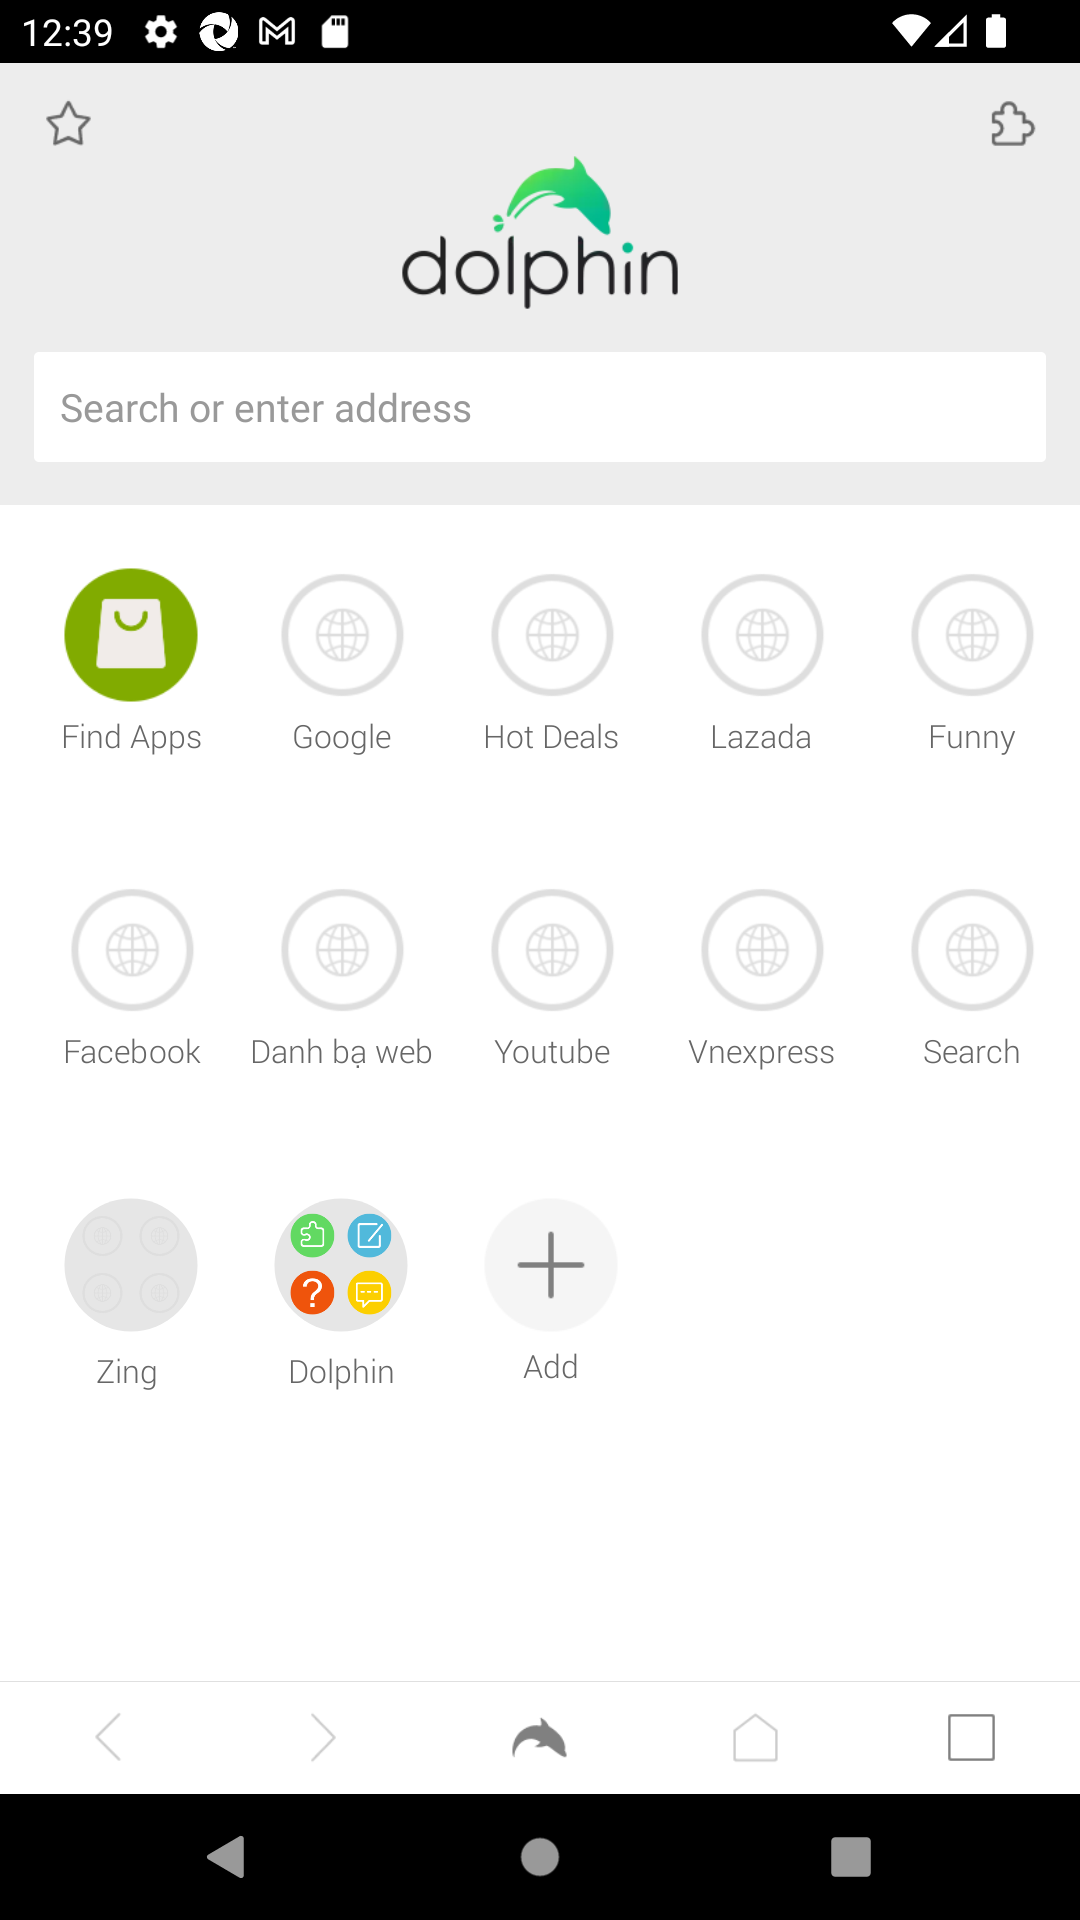 12:39
dolphin
Search or enter address
Find Apps
Google
Hot Deals
Lazada
Funny
Facebook
Danh bạ web
Youtube
Vnexpress
Search
Zing
Dolphin
Add